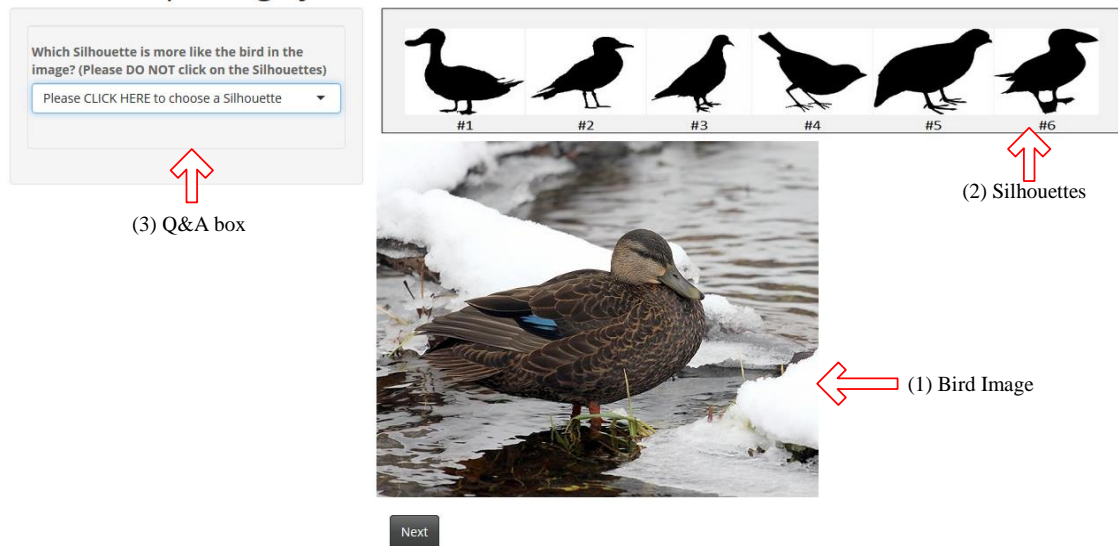 Which Silhouette is more like the bird in the
image? (Please DO NOT click on the Silhouettes)
Please CLICK HERE to choose a Silhouette
#1 #2 #3 #4 #5 #6
(2) Silhouettes
(3) Q&A box
(1) Bird Image
Next